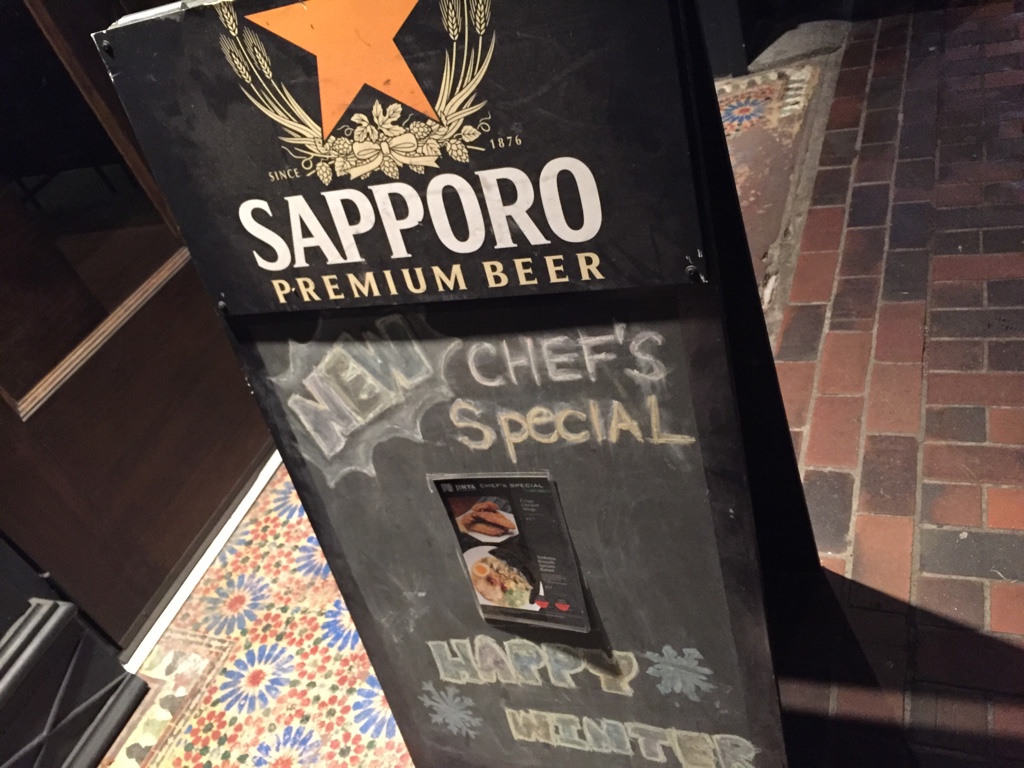 SINCE 1876
SAPPORO
PREMIUM BEER
NEW CHEF'S
SpecIAL
JINYA CHEF'S SPECIAL
HAPPY
WINTER